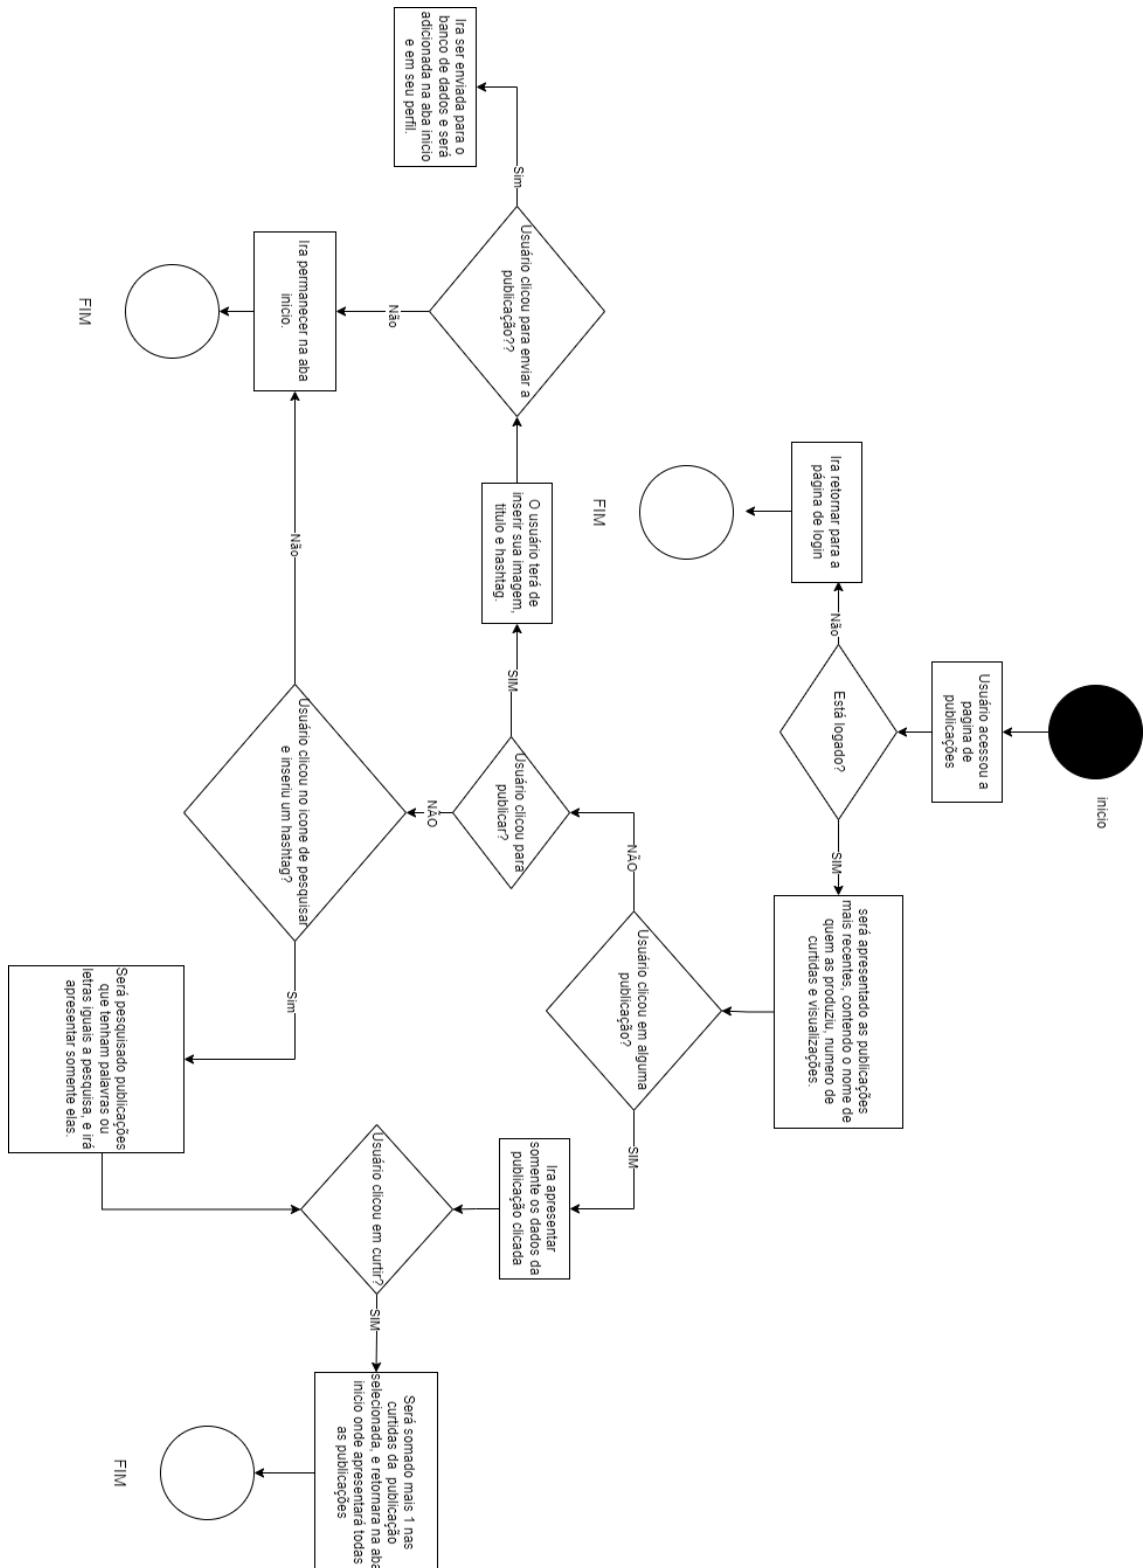 inicio
Usuário acessou a
pagina de
publicações
Está logado?
Não
SIM
Ira retornar para a
página de login
FIM
será apresentado as publicações
mais recentes, contendo o nome de
quem as produziu, numero de
curtidas e visualizações.
Usuário clicou em alguma
publicação?
NÃO
SIM
Usuário clicou para
publicar?
SIM
NÃO
O usuário terá de
inserir sua imagem,
titulo e hashtag.
Ira apresentar
somente os dados da
publicação clicada
Usuário clicou para enviar a
publicação??
Sim
Não
Ira ser enviada para o
banco de dados e será
adicionada na aba inicio
e em seu perfil.
Ira permanecer na aba
inicio.
FIM
Usuário clicou no icone de pesquisar
e inseriu um hashtag?
Não
Sim
Será pesquisado publicações
que tenham palavras ou
letras iguais a pesquisa, e irá
apresentar somente elas.
Usuário clicou em curtir?
SIM
Será somado mais 1 nas
curtidas da publicação
selecionada, e retornara na aba
inicio onde apresentará todas
as publicações
FIM